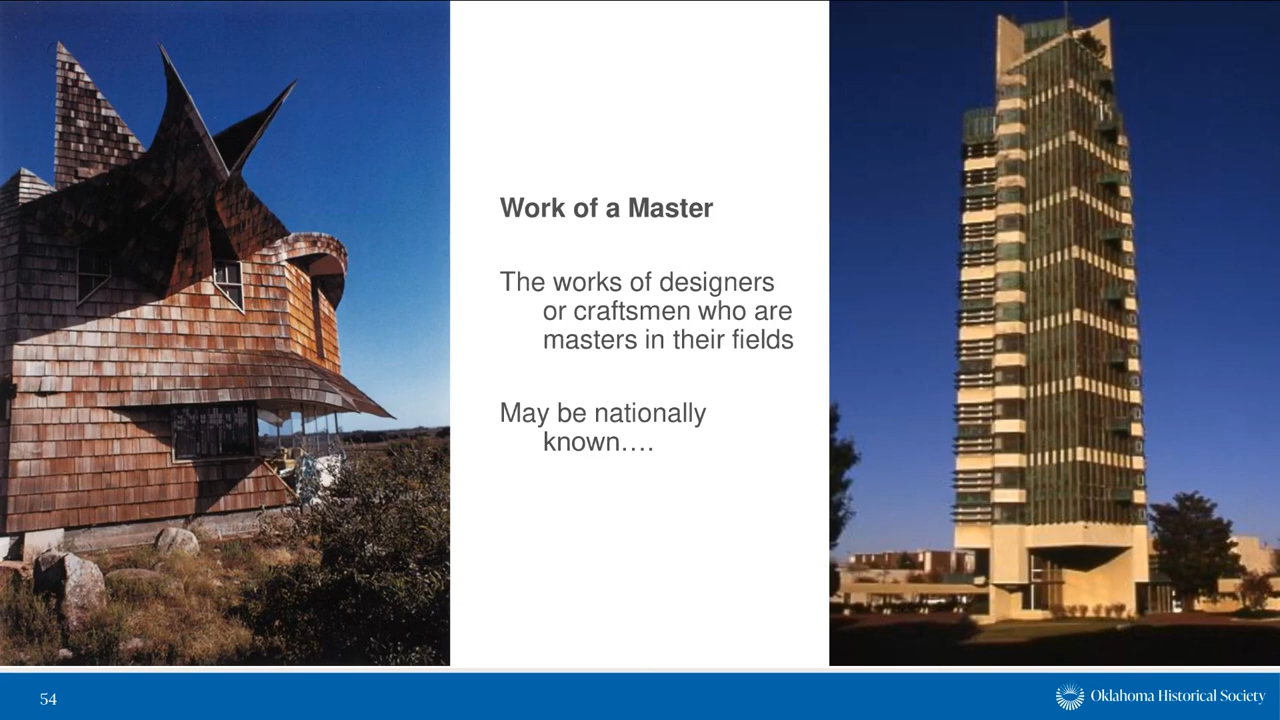 Work of a Master
The works of designers
or craftsmen who are
masters in their fields
May be nationally
known….
54
Oklahoma Historical Society